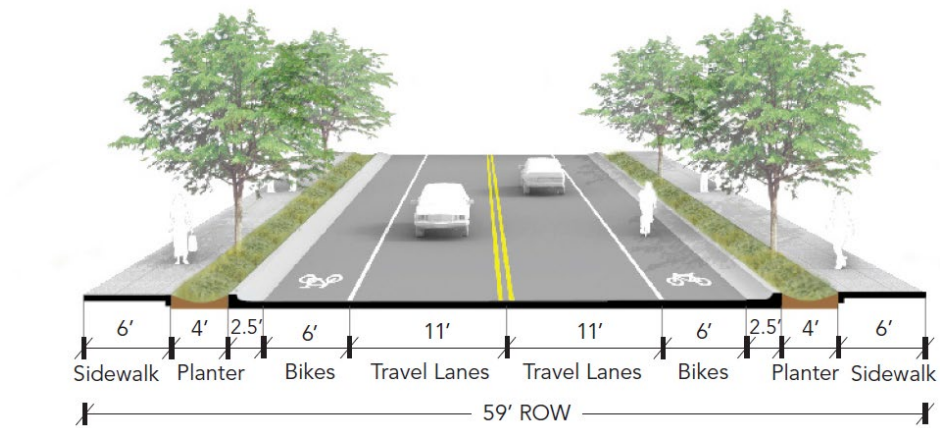 6’ 4’ 2.5’ 6’ 11’ 11’ 6’ 2.5’ 4’ 6’
Sidewalk Planter Bikes Travel Lanes Travel Lanes Bikes Planter Sidewalk
59’ ROW